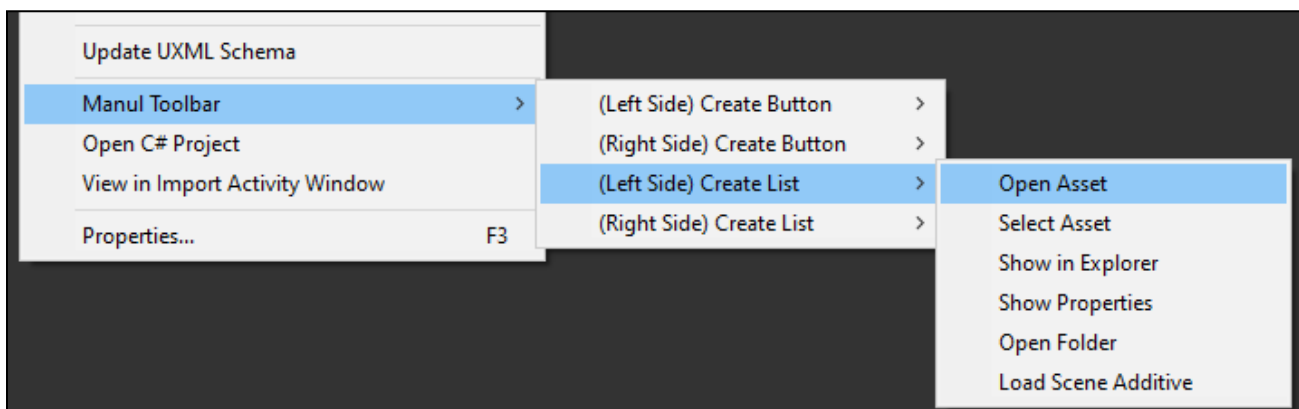 Update UXML Schema
Manul Toolbar >
Open C# Project
View in Import Activity Window
Properties... F3
(Left Side) Create Button >
(Right Side) Create Button >
(Left Side) Create List >
(Right Side) Create List >
Open Asset
Select Asset
Show in Explorer
Show Properties
Open Folder
Load Scene Additive